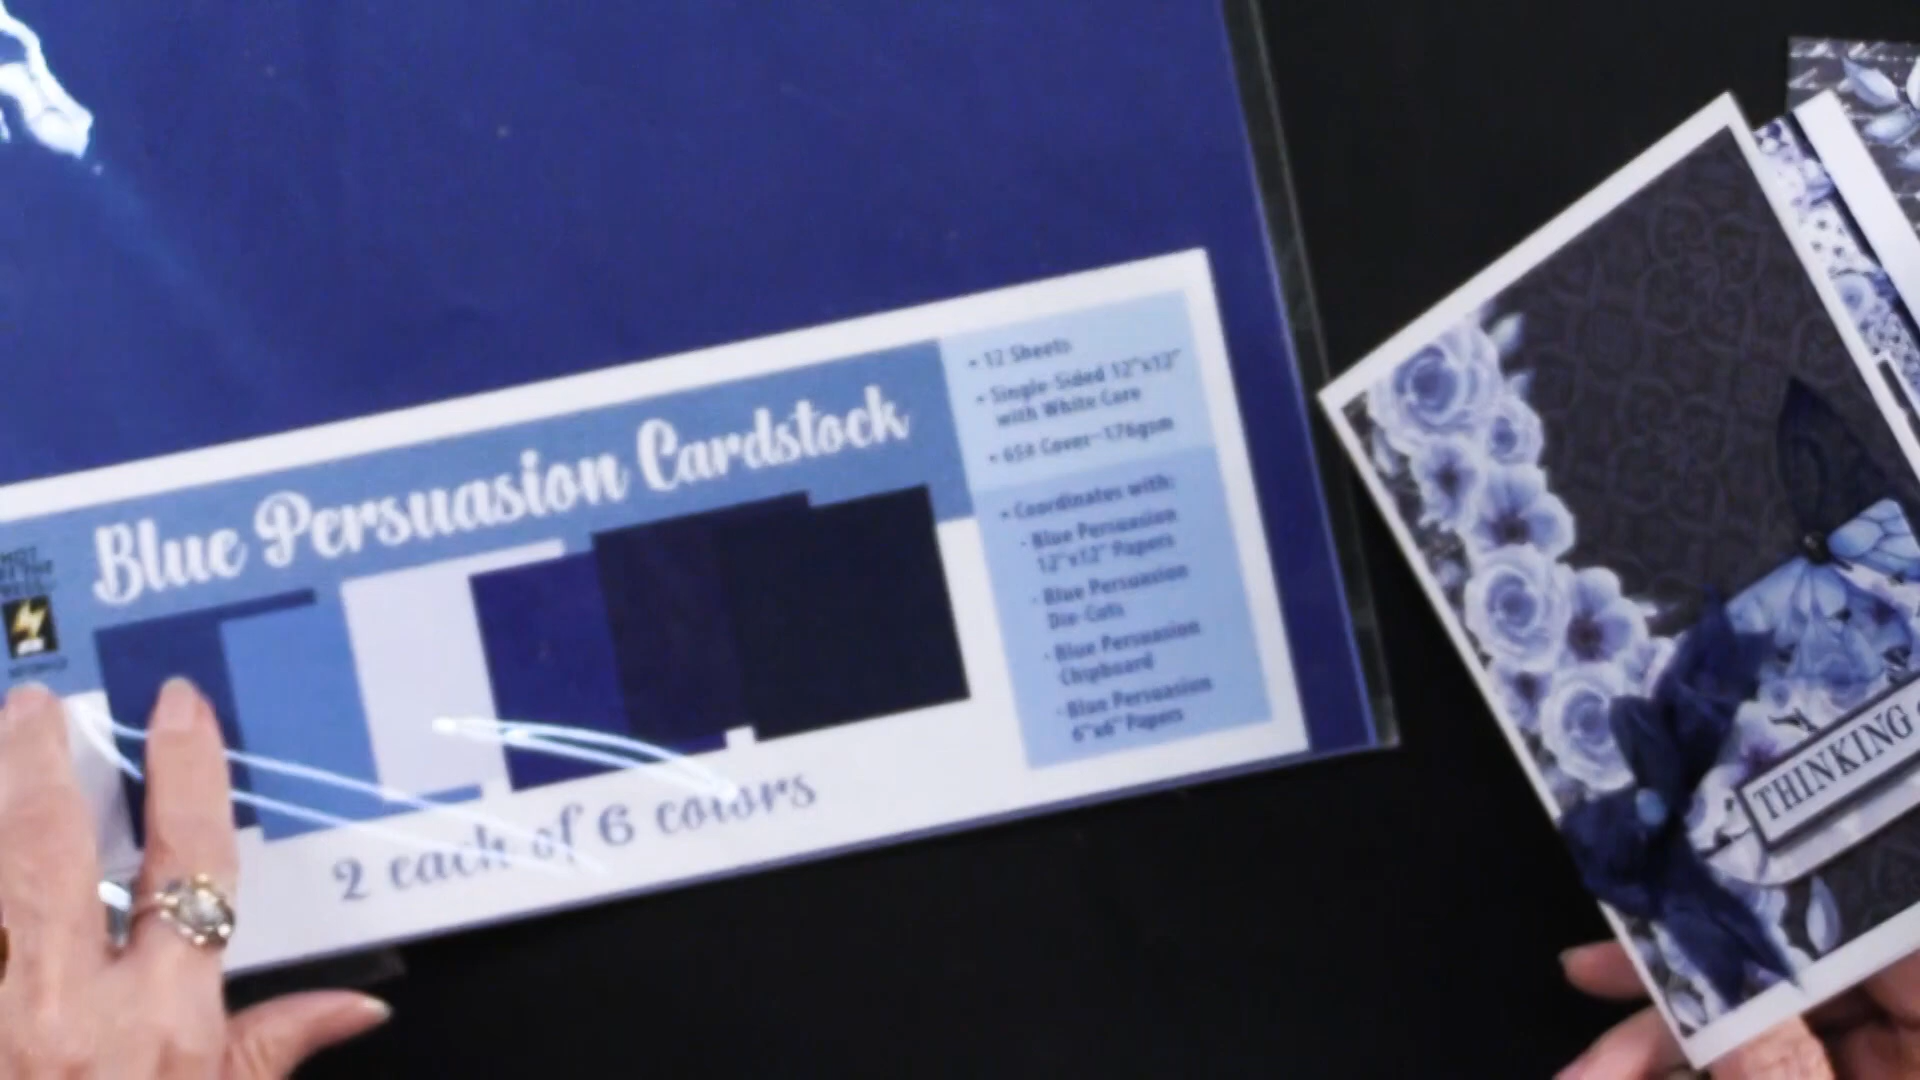 Blue Persuasion Cardstock
2 each of 6 colors
• 12 Sheets
• Single-Sided 12"x12"
with White Core
• 65# Cover~176gsm
• Coordinates with:
- Blue Persuasion
12"x12" Papers
- Blue Persuasion
Die-Cuts
- Blue Persuasion
Chipboard
- Blue Persuasion
6"x6" Papers
THINKING